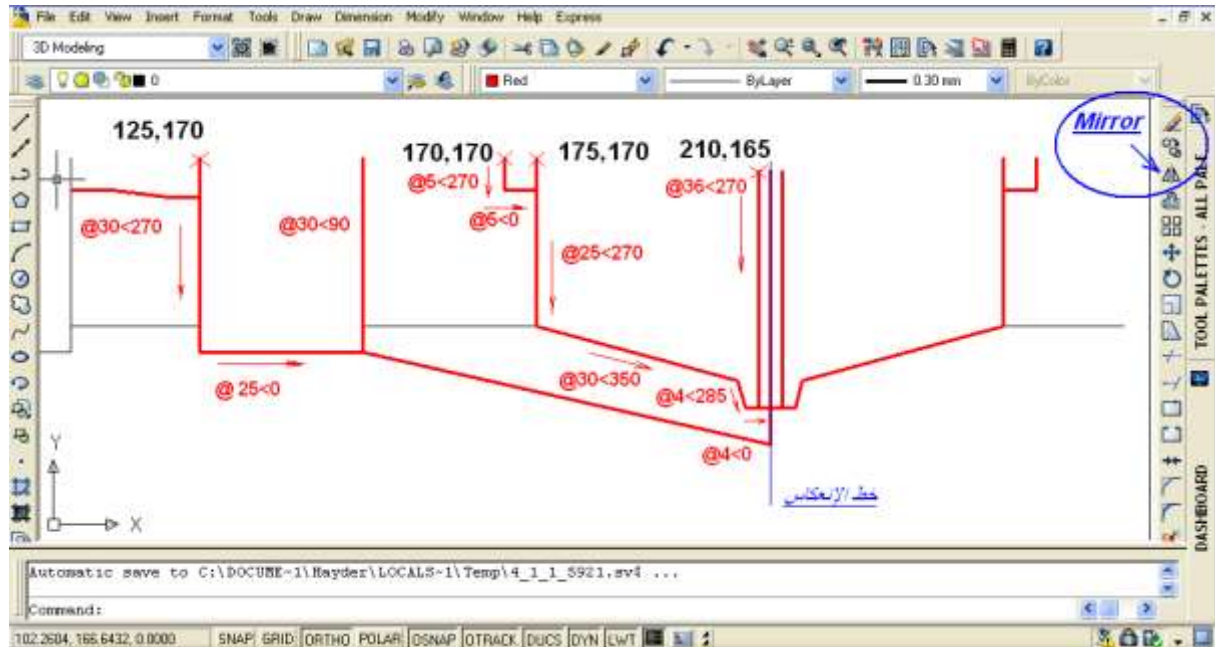 File Edit View Insert Format Tools Draw Dimension Modify Window Help Express
3D Modeling
0 Red ByLayer 0.30 mm ByColor
Mirror
125,170
170,170 175,170 210,165
@5<270 @36<270
@30<270 @30<90 @5<0
@25<270
@25<0 @30<350 @4<285
@4<0
خط الإنعكاس
Y
X
TOOL PALETTES - ALL PALE
DASHBOARD
Automatic save to C:\DOCUME~1\Hayder\LOCALS~1\Temp\4_1_1_5921.sv$ ...
Command:
102.2604, 166.6432, 0.0000 SNAP GRID ORTHO POLAR OSNAP OTRACK DUCS DYN LWT